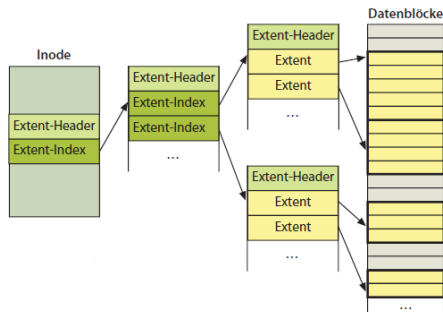 Inode
Extent-Header
Extent-Index
Extent-Header
Extent-Index
Extent-Index
...
Extent-Header
Extent
Extent
...
Extent-Header
Extent
Extent
...
Datenblöcke
...